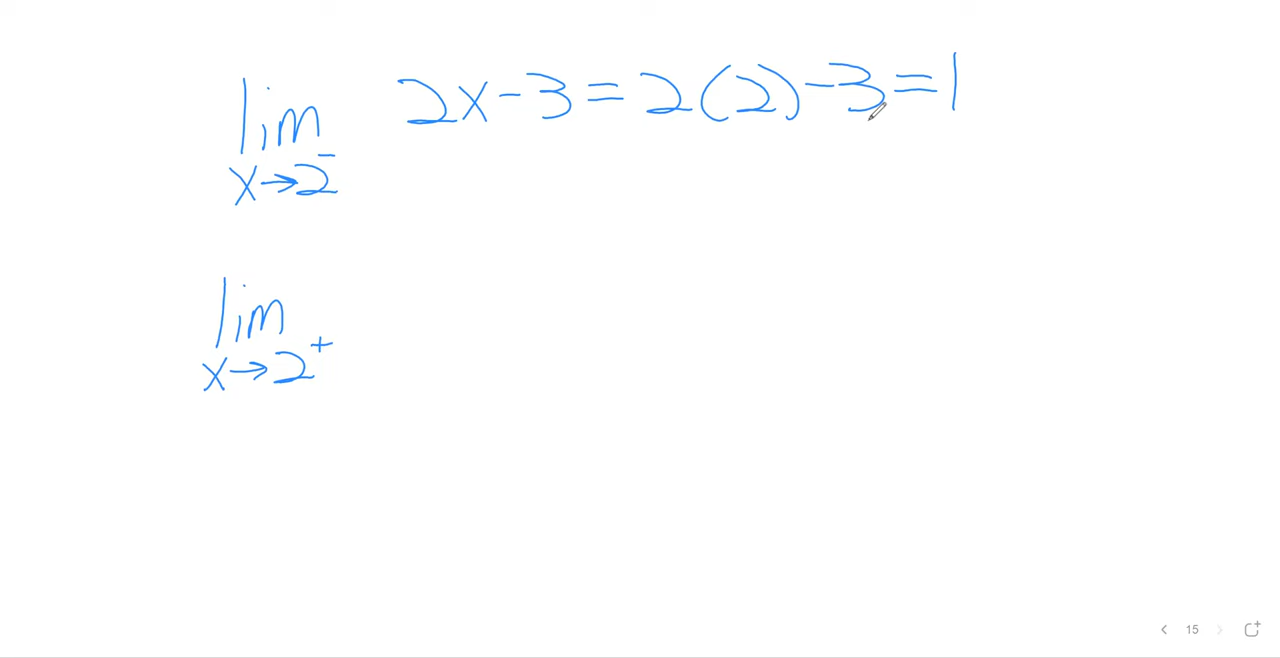 lim 2x - 3 = 2(2) - 3 = 1
x → 2⁻
lim
x → 2⁺
15